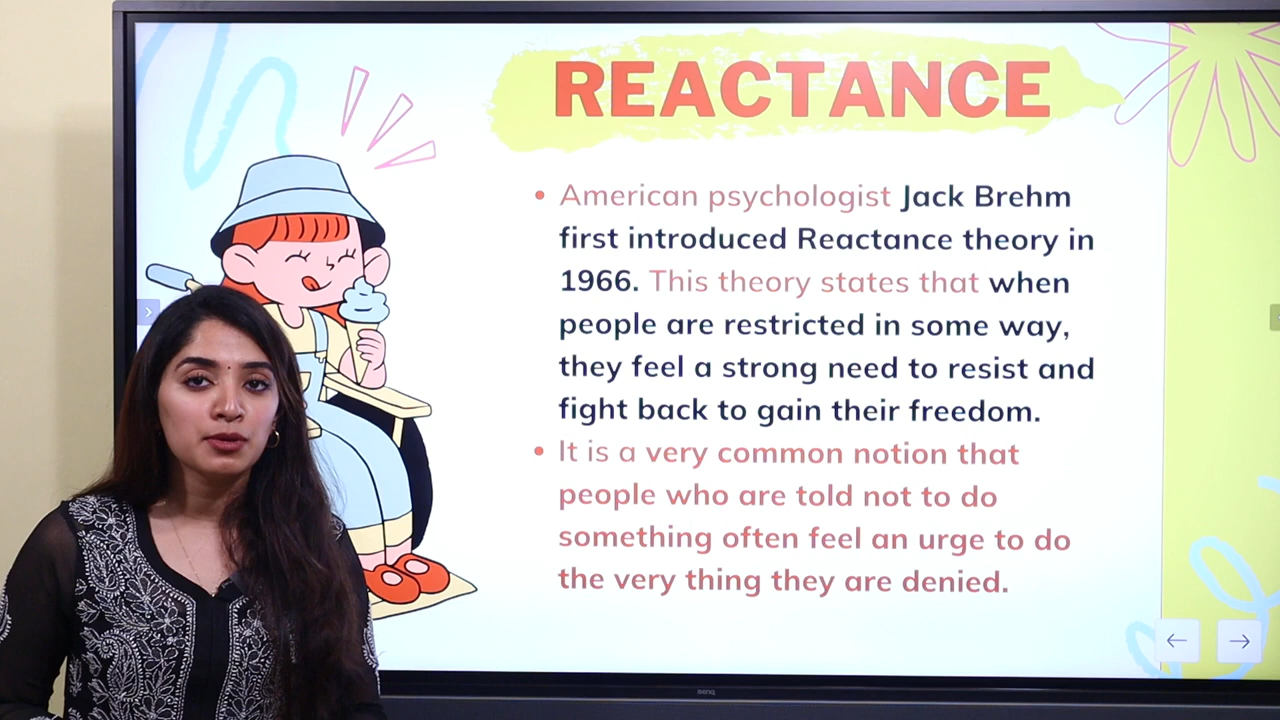 REACTANCE
• American psychologist Jack Brehm
first introduced Reactance theory in
1966. This theory states that when
people are restricted in some way,
they feel a strong need to resist and
fight back to gain their freedom.
• It is a very common notion that
people who are told not to do
something often feel an urge to do
the very thing they are denied.
BenQ